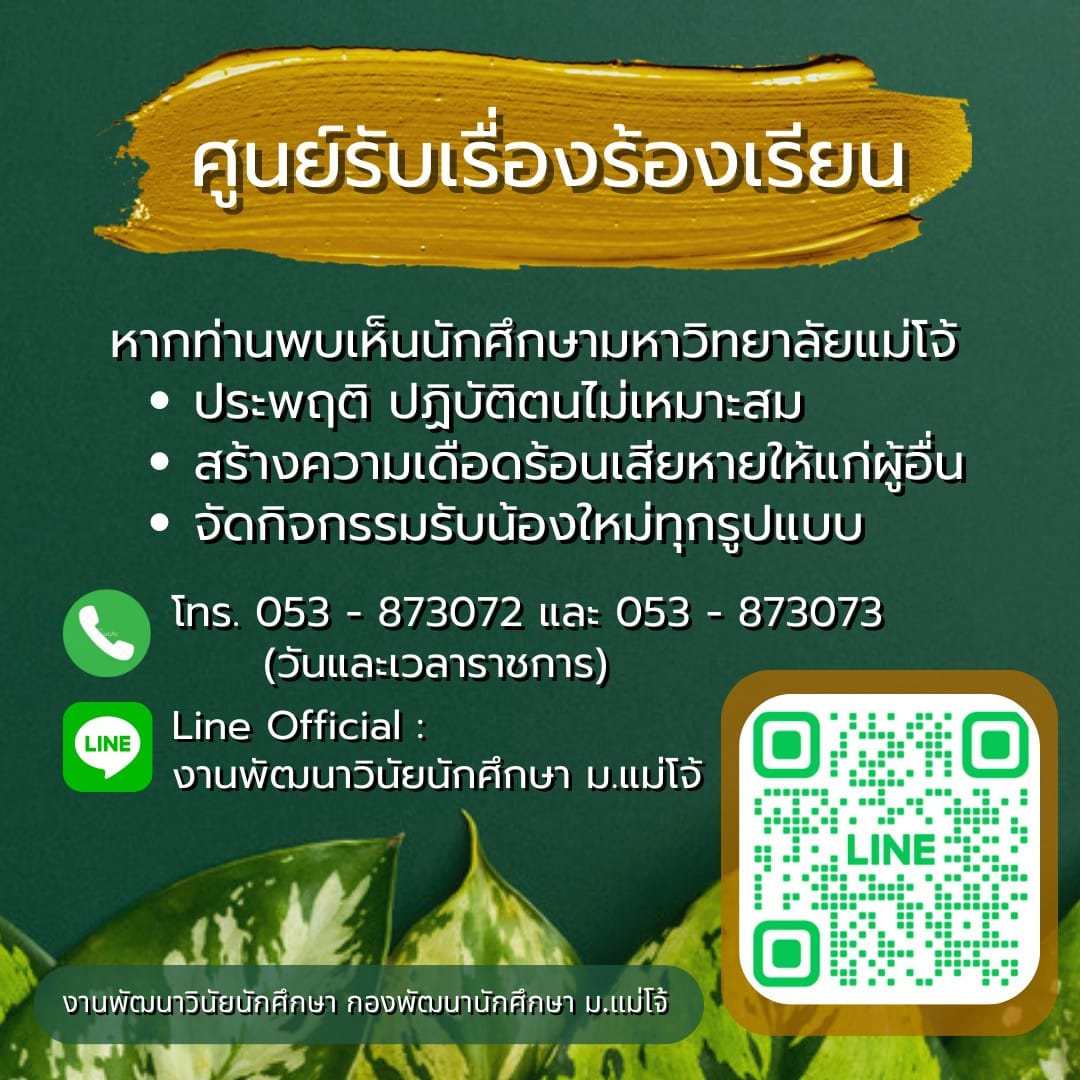 ศูนย์รับเรื่องร้องเรียน
หากท่านพบเห็นนักศึกษามหาวิทยาลัยแม่โจ้
• ประพฤติ ปฏิบัติตนไม่เหมาะสม
• สร้างความเดือดร้อนเสียหายให้แก่ผู้อื่น
• จัดกิจกรรมรับน้องใหม่ทุกรูปแบบ
โทร. 053 - 873072 และ 053 - 873073
(วันและเวลาราชการ)
LINE
Line Official :
งานพัฒนาวินัยนักศึกษา ม.แม่โจ้
LINE
งานพัฒนาวินัยนักศึกษา กองพัฒนานักศึกษา ม.แม่โจ้